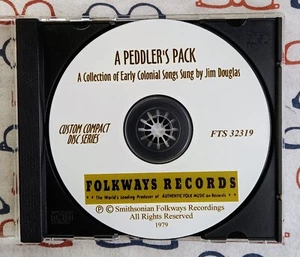 A PEDDLER'S PACK
A Collection of Early Colonial Songs Sung by Jim Douglas
CUSTOM COMPACT
DISC SERIES
FTS 32319
FOLKWAYS RECORDS
The World's Leading Producer of AUTHENTIC FOLK MUSIC on Records
℗ © Smithsonian Folkways Recordings
All Rights Reserved
1979